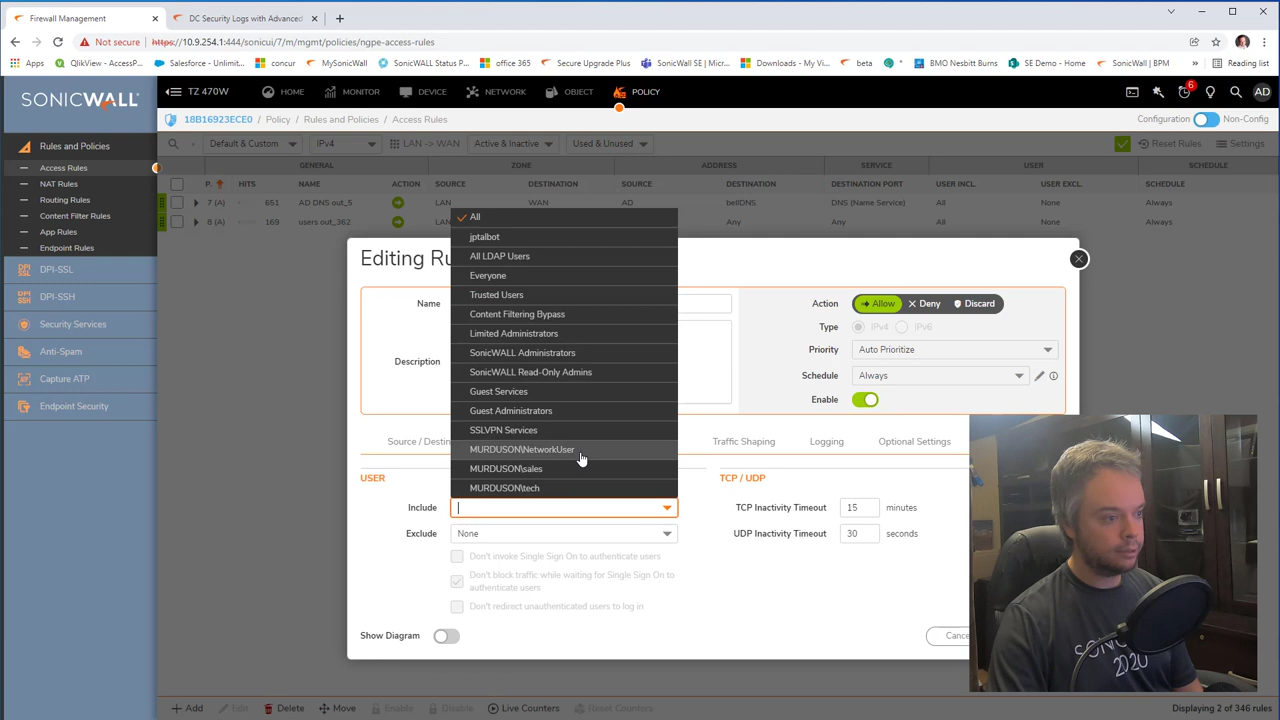 Firewall Management
DC Security Logs with Advanced
Not secure
https://10.9.254.1:444/sonicui/7/m/mgmt/policies/ngpe-access-rules
Apps
QlikView - AccessP...
Salesforce - Unlimit...
concur
MySonicWall
SonicWALL Status P...
office 365
Secure Upgrade Plus
SonicWall SE | Micr...
Downloads - My Vi...
beta
BMO Nesbitt Burns
SE Demo - Home
SonicWall | BPM
Reading list
SONICWALL
TZ 470W
HOME
MONITOR
DEVICE
NETWORK
OBJECT
POLICY
6
AD
18B16923ECE0 / Policy / Rules and Policies / Access Rules
Configuration
Non-Config
Rules and Policies
Access Rules
NAT Rules
Routing Rules
Content Filter Rules
App Rules
Endpoint Rules
DPI-SSL
DPI-SSH
Security Services
Anti-Spam
Capture ATP
Endpoint Security
Default & Custom
IPv4
LAN -> WAN
Active & Inactive
Used & Unused
Reset Rules
Settings
GENERAL ZONE ADDRESS SERVICE USER SCHEDULE
P. HITS NAME ACTION SOURCE DESTINATION SOURCE DESTINATION DESTINATION PORT USER INCL. USER EXCL. SCHEDULE
7 (A) 651 AD DNS out_5 LAN WAN AD bellDNS DNS (Name Service) All None Always
8 (A) 169 users out_362 LAN Any Any All None Always
Editing Ru
Name
Description
All
jptalbot
All LDAP Users
Everyone
Trusted Users
Content Filtering Bypass
Limited Administrators
SonicWALL Administrators
SonicWALL Read-Only Admins
Guest Services
Guest Administrators
SSLVPN Services
MURDUSON\NetworkUser
MURDUSON\sales
MURDUSON\tech
Action
Allow
Deny
Discard
Type
IPv4
IPv6
Priority
Auto Prioritize
Schedule
Always
Enable
Source / Destin
Traffic Shaping
Logging
Optional Settings
USER
Include
Exclude
None
Don't invoke Single Sign On to authenticate users
Don't block traffic while waiting for Single Sign On to
authenticate users
Don't redirect unauthenticated users to log in
TCP / UDP
TCP Inactivity Timeout 15 minutes
UDP Inactivity Timeout 30 seconds
Show Diagram
Cance
SONIC
2020
Add
Edit
Delete
Move
Enable
Disable
Live Counters
Reset Counters
Displaying 2 of 346 rules